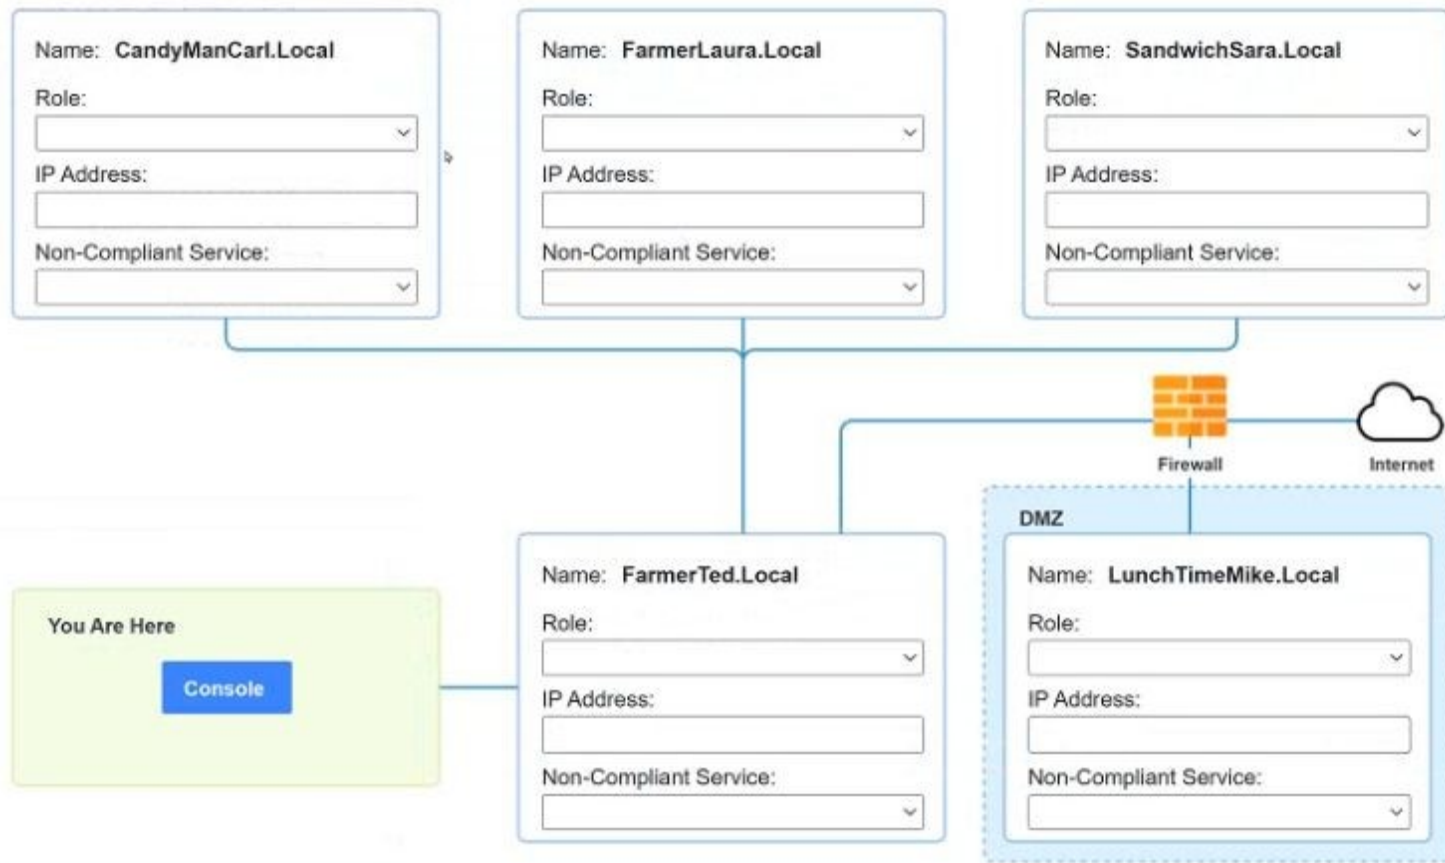 Name: CandyManCarl.Local
Role:
IP Address:
Non-Compliant Service:
Name: FarmerLaura.Local
Role:
IP Address:
Non-Compliant Service:
Name: SandwichSara.Local
Role:
IP Address:
Non-Compliant Service:
Firewall
Internet
You Are Here
Console
Name: FarmerTed.Local
Role:
IP Address:
Non-Compliant Service:
DMZ
Name: LunchTimeMike.Local
Role:
IP Address:
Non-Compliant Service: